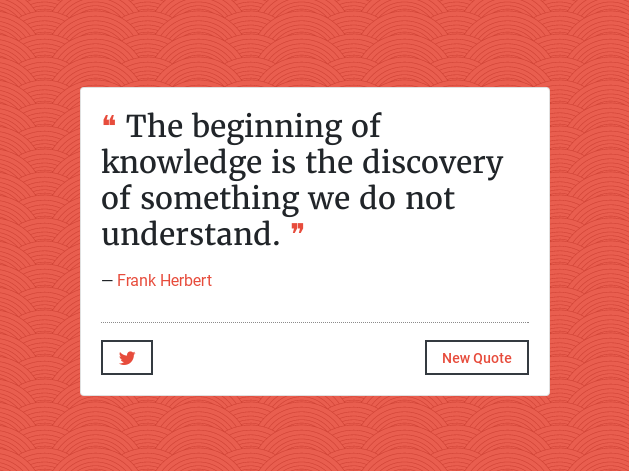 ❝ The beginning of
knowledge is the discovery
of something we do not
understand. ❞
— Frank Herbert
New Quote